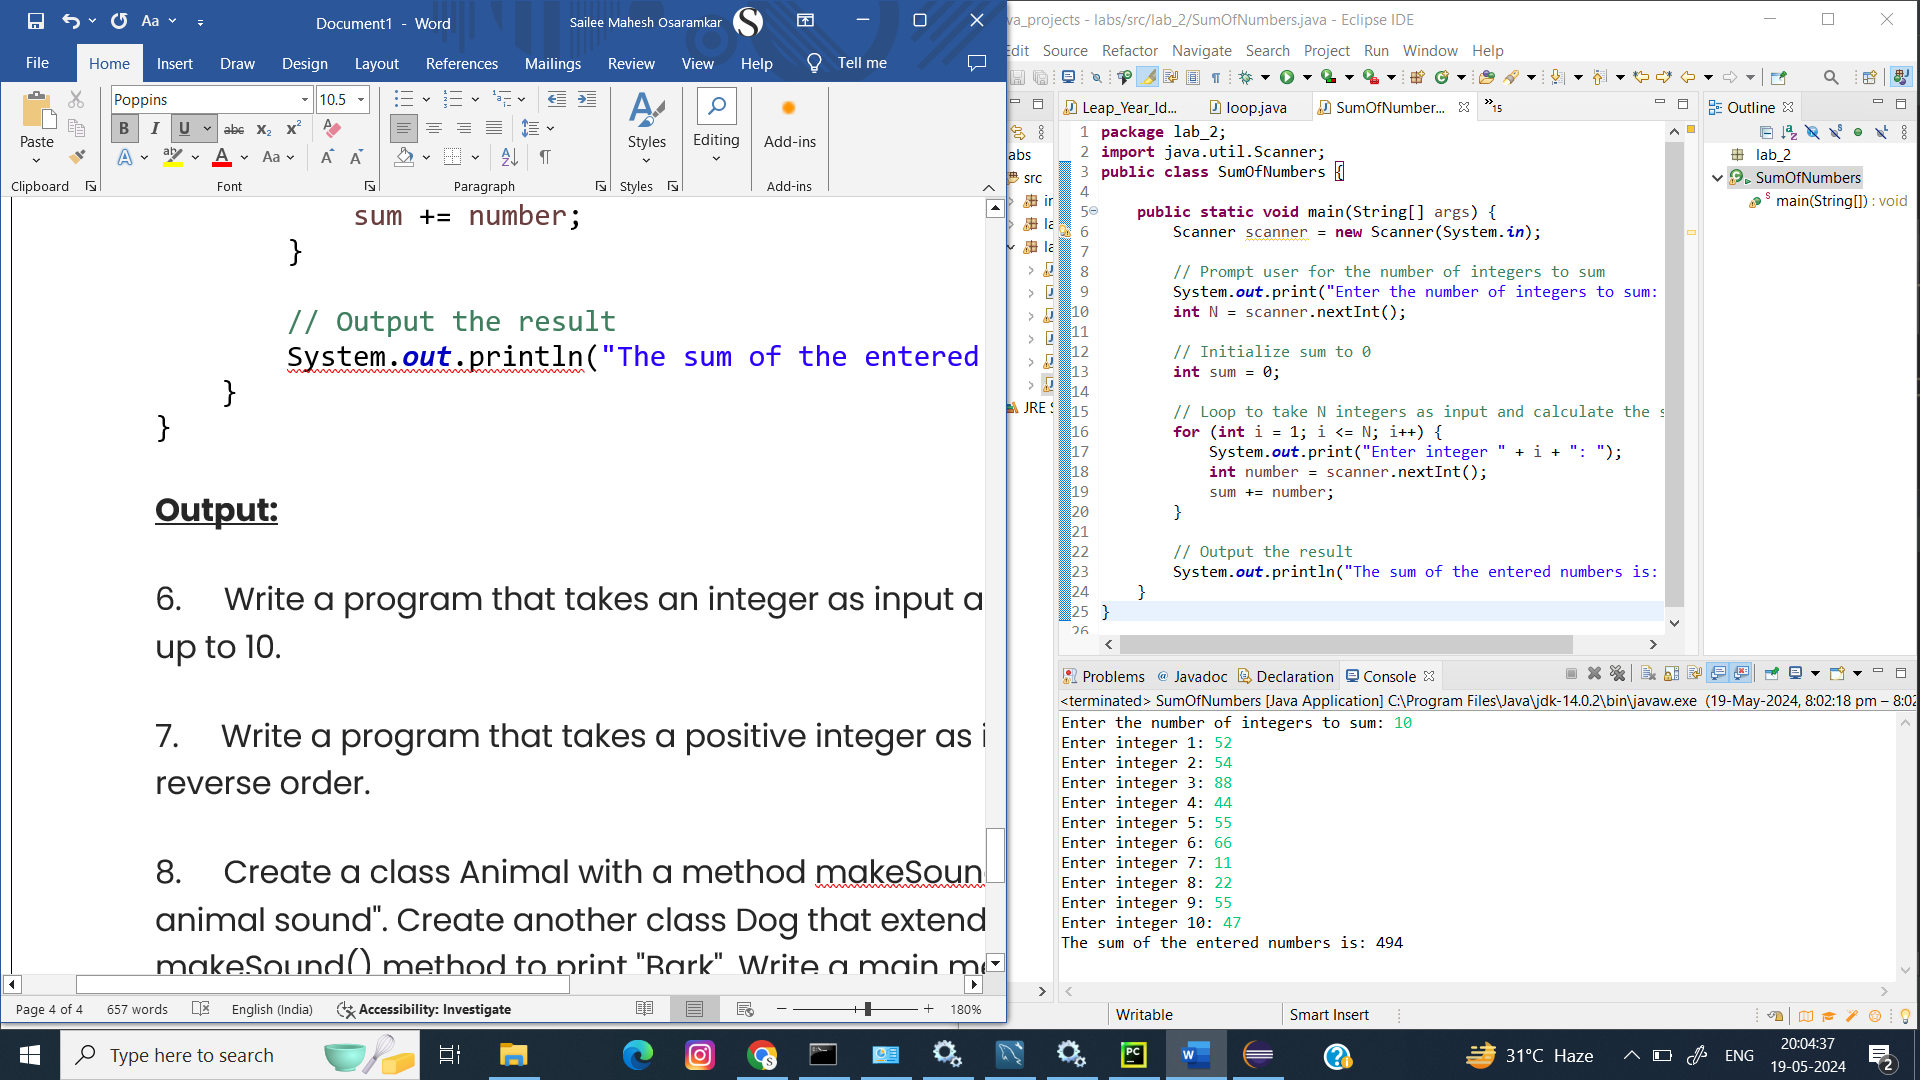 Document1 - Word
Sailee Mahesh Osaramkar
File Home Insert Draw Design Layout References Mailings Review View Help Tell me
Paste
Poppins 10.5
Styles
Editing
Add-ins
Clipboard Font Paragraph Styles Add-ins
sum += number;
}
// Output the result
System.out.println("The sum of the entered
}
}
Output:
6. Write a program that takes an integer as input a
up to 10.
7. Write a program that takes a positive integer as i
reverse order.
8. Create a class Animal with a method makeSoun
animal sound". Create another class Dog that extend
makeSound() method to print "Bark" Write a main me
Page 4 of 4 657 words English (India) Accessibility: Investigate 180%
va_projects - labs/src/lab_2/SumOfNumbers.java - Eclipse IDE
Edit Source Refactor Navigate Search Project Run Window Help
Leap_Year_Id... loop.java SumOfNumber... 15
abs
src
JRE S
1 package lab_2;
2 import java.util.Scanner;
3 public class SumOfNumbers {
4
5 public static void main(String[] args) {
6 Scanner scanner = new Scanner(System.in);
7
8 // Prompt user for the number of integers to sum
9 System.out.print("Enter the number of integers to sum:
10 int N = scanner.nextInt();
11
12 // Initialize sum to 0
13 int sum = 0;
14
15 // Loop to take N integers as input and calculate the s
16 for (int i = 1; i <= N; i++) {
17 System.out.print("Enter integer " + i + ": ");
18 int number = scanner.nextInt();
19 sum += number;
20 }
21
22 // Output the result
23 System.out.println("The sum of the entered numbers is:
24 }
25 }
26
Outline
lab_2
SumOfNumbers
main(String[]) : void
Problems Javadoc Declaration Console
<terminated> SumOfNumbers [Java Application] C:\Program Files\Java\jdk-14.0.2\bin\javaw.exe (19-May-2024, 8:02:18 pm – 8:02
Enter the number of integers to sum: 10
Enter integer 1: 52
Enter integer 2: 54
Enter integer 3: 88
Enter integer 4: 44
Enter integer 5: 55
Enter integer 6: 66
Enter integer 7: 11
Enter integer 8: 22
Enter integer 9: 55
Enter integer 10: 47
The sum of the entered numbers is: 494
Writable Smart Insert
Type here to search
31°C Haze
ENG
20:04:37
19-05-2024
2